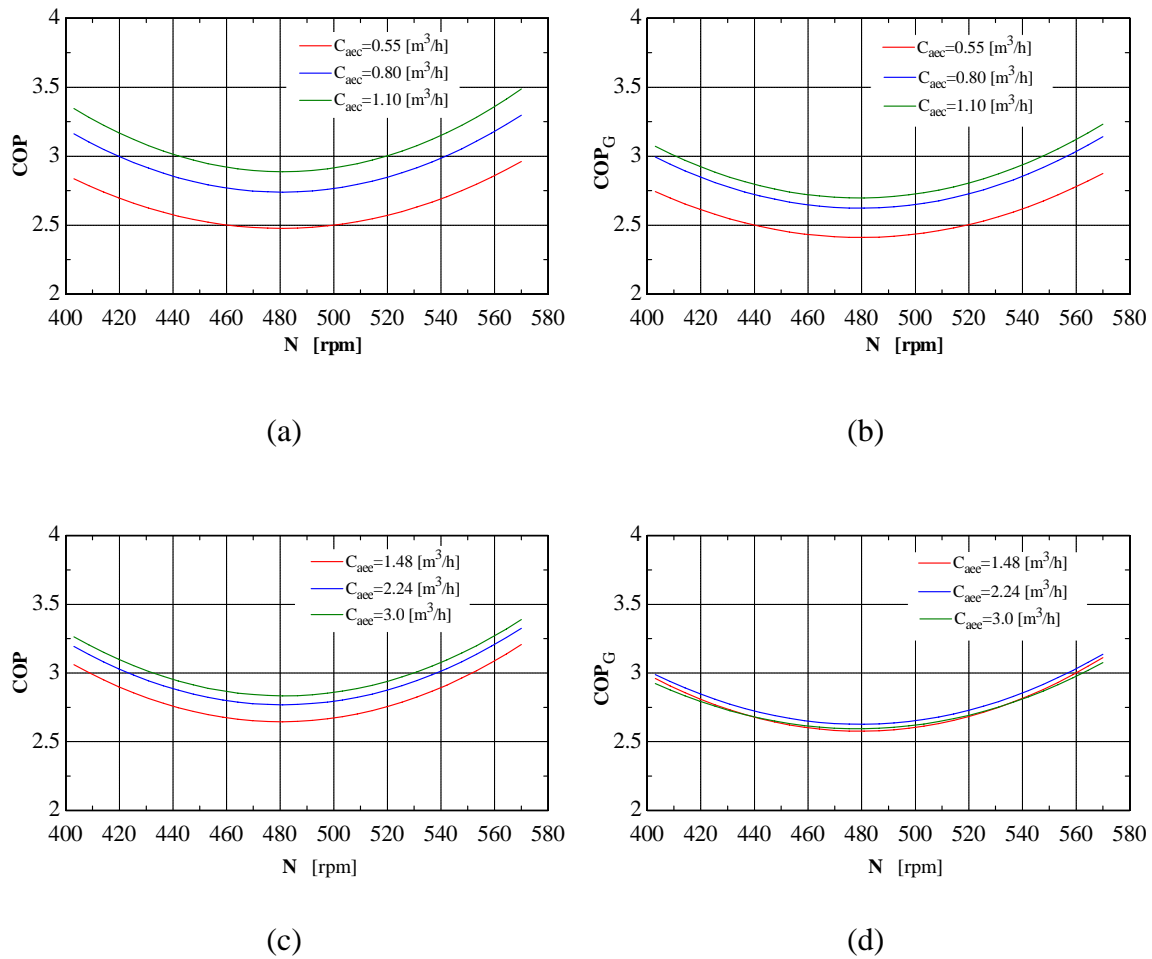 4
3.5
3
2.5
2
COP
C_aec=0.55 [m³/h]
C_aec=0.80 [m³/h]
C_aec=1.10 [m³/h]
400 420 440 460 480 500 520 540 560 580
N [rpm]
(a)
4
3.5
3
2.5
2
COP_G
C_aec=0.55 [m³/h]
C_aec=0.80 [m³/h]
C_aec=1.10 [m³/h]
400 420 440 460 480 500 520 540 560 580
N [rpm]
(b)
4
3.5
3
2.5
2
COP
C_aee=1.48 [m³/h]
C_aee=2.24 [m³/h]
C_aee=3.0 [m³/h]
400 420 440 460 480 500 520 540 560 580
N [rpm]
(c)
4
3.5
3
2.5
2
COP_G
C_aee=1.48 [m³/h]
C_aee=2.24 [m³/h]
C_aee=3.0 [m³/h]
400 420 440 460 480 500 520 540 560 580
N [rpm]
(d)